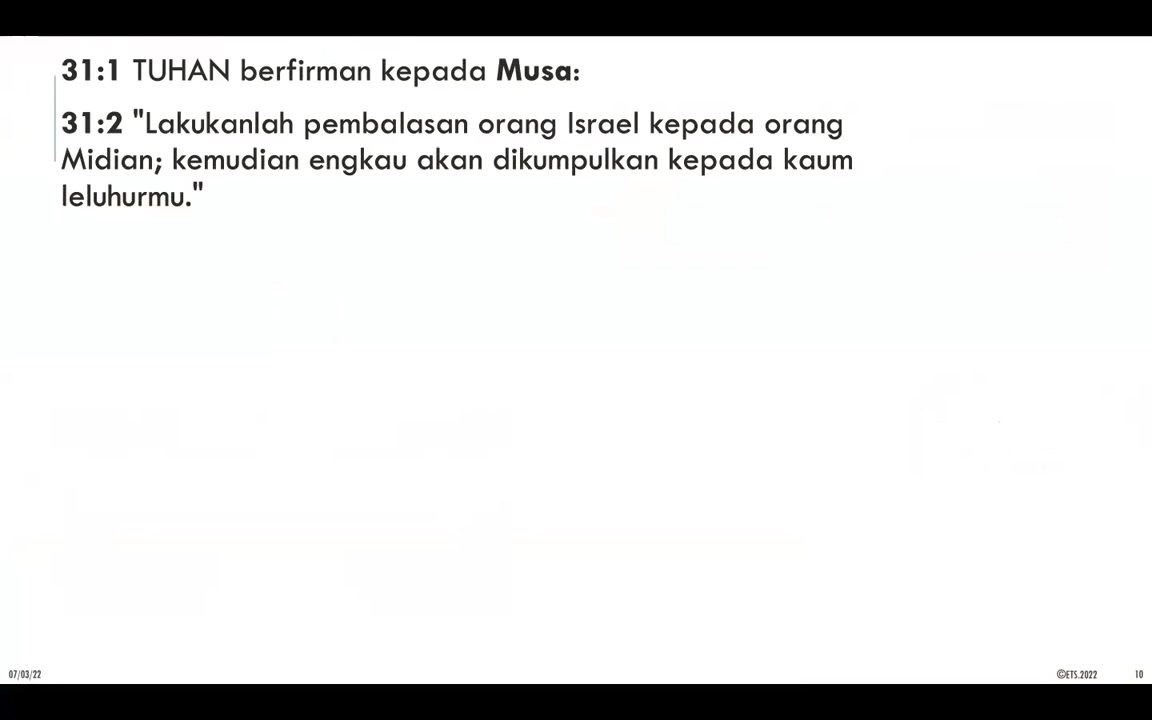 31:1 TUHAN berfirman kepada Musa:
31:2 "Lakukanlah pembalasan orang Israel kepada orang
Midian; kemudian engkau akan dikumpulkan kepada kaum
leluhurmu."
07/03/22
©ETS.2022
10